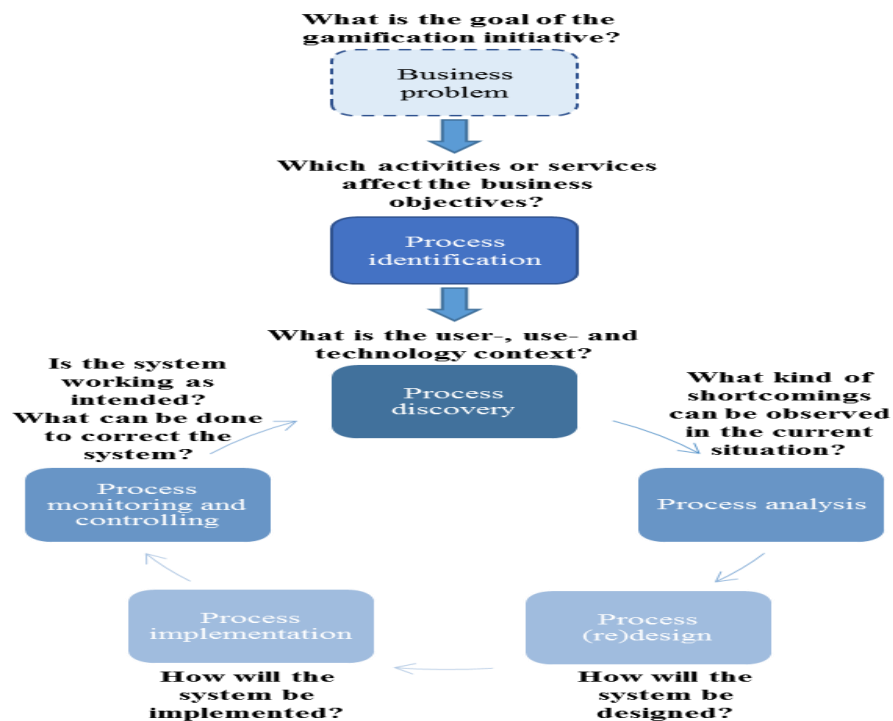 What is the goal of the
gamification initiative?
Business
problem
Which activities or services
affect the business
objectives?
Process
identification
What is the user-, use- and
technology context?
Process
discovery
What kind of
shortcomings
can be observed
in the current
situation?
Process analysis
Process
(re)design
How will the
system be
designed?
Process
implementation
How will the
system be
implemented?
Is the system
working as
intended?
What can be done
to correct the
system?
Process
monitoring and
controlling